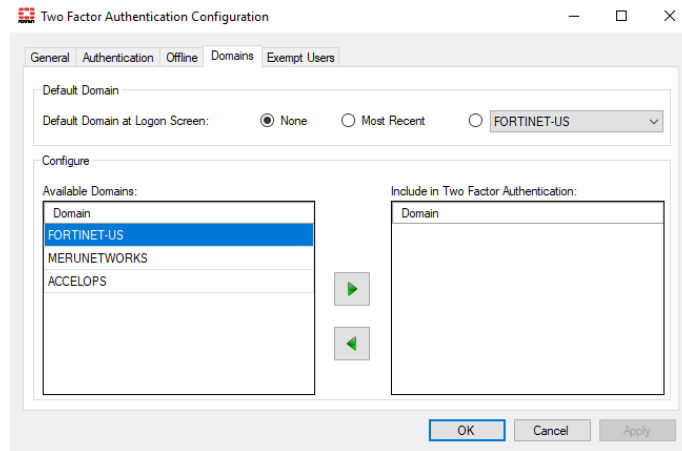 Two Factor Authentication Configuration
General Authentication Offline Domains Exempt Users
Default Domain
Default Domain at Logon Screen: None Most Recent FORTINET-US
Configure
Available Domains: Include in Two Factor Authentication:
Domain Domain
FORTINET-US
MERUNETWORKS
ACCELOPS
OK Cancel Apply